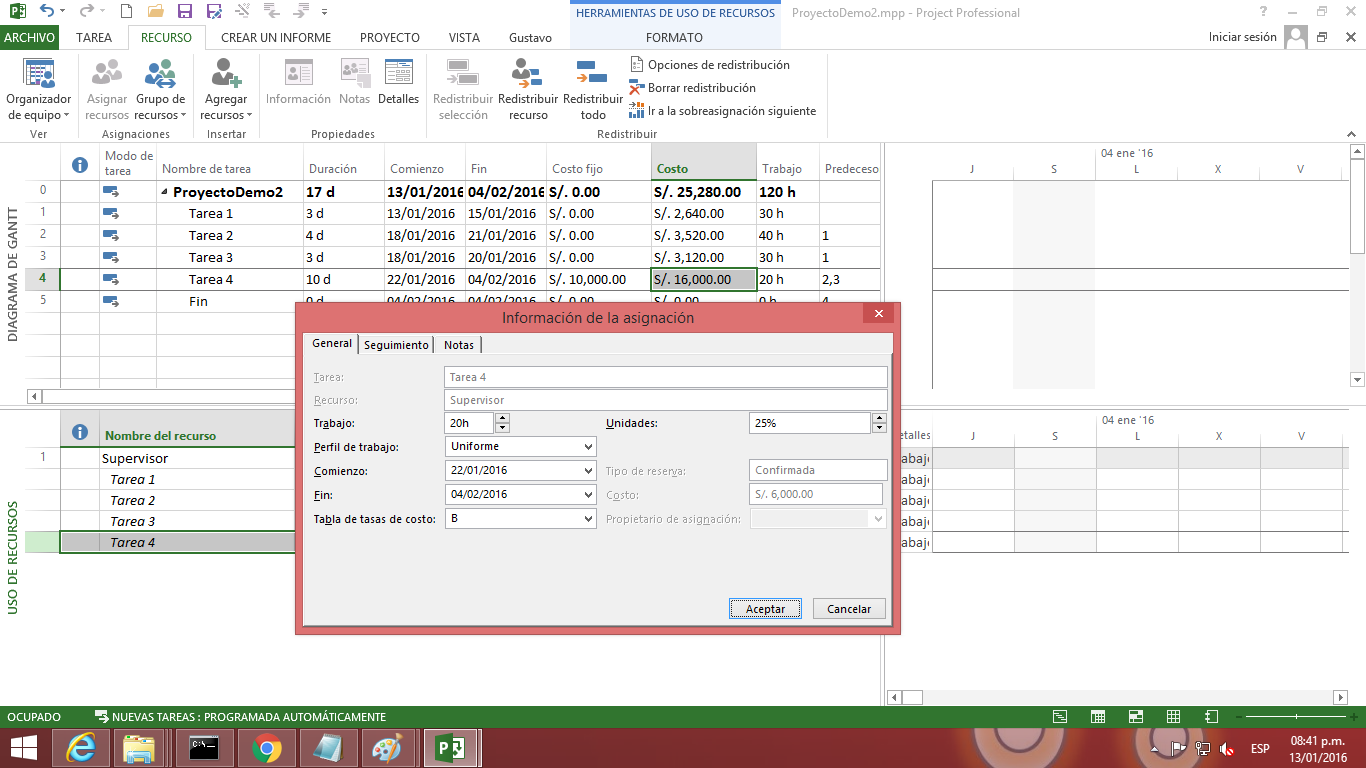 HERRAMIENTAS DE USO DE RECURSOS
ProyectoDemo2.mpp - Project Professional
ARCHIVO TAREA RECURSO CREAR UN INFORME PROYECTO VISTA Gustavo FORMATO Iniciar sesión
Organizador de equipo
Asignar recursos
Grupo de recursos
Agregar recursos
Información
Notas
Detalles
Redistribuir selección
Redistribuir recurso
Redistribuir todo
Opciones de redistribución
Borrar redistribución
Ir a la sobreasignación siguiente
Ver Asignaciones Insertar Propiedades Redistribuir
DIAGRAMA DE GANTT
Modo de tarea Nombre de tarea Duración Comienzo Fin Costo fijo Costo Trabajo Predeceso
04 ene '16
J S L X V
0 ProyectoDemo2 17 d 13/01/2016 04/02/2016 S/. 0.00 S/. 25,280.00 120 h
1 Tarea 1 3 d 13/01/2016 15/01/2016 S/. 0.00 S/. 2,640.00 30 h
2 Tarea 2 4 d 18/01/2016 21/01/2016 S/. 0.00 S/. 3,520.00 40 h 1
3 Tarea 3 3 d 18/01/2016 20/01/2016 S/. 0.00 S/. 3,120.00 30 h 1
4 Tarea 4 10 d 22/01/2016 04/02/2016 S/. 10,000.00 S/. 16,000.00 20 h 2,3
5 Fin 0 d 04/02/2016 04/02/2016 S/. 0.00 S/. 0.00 0 h 4
Información de la asignación
General Seguimiento Notas
Tarea: Tarea 4
Recurso: Supervisor
Trabajo: 20h Unidades: 25%
Perfil de trabajo: Uniforme
Comienzo: 22/01/2016 Tipo de reserva: Confirmada
Fin: 04/02/2016 Costo: S/. 6,000.00
Tabla de tasas de costo: B Propietario de asignación:
Aceptar Cancelar
USO DE RECURSOS
Nombre del recurso
etalles
04 ene '16
J S L X V
1 Supervisor abaj
Tarea 1 abaj
Tarea 2 abaj
Tarea 3 abaj
Tarea 4 abaj
OCUPADO NUEVAS TAREAS : PROGRAMADA AUTOMÁTICAMENTE
C:\_
ESP
08:41 p.m.
13/01/2016